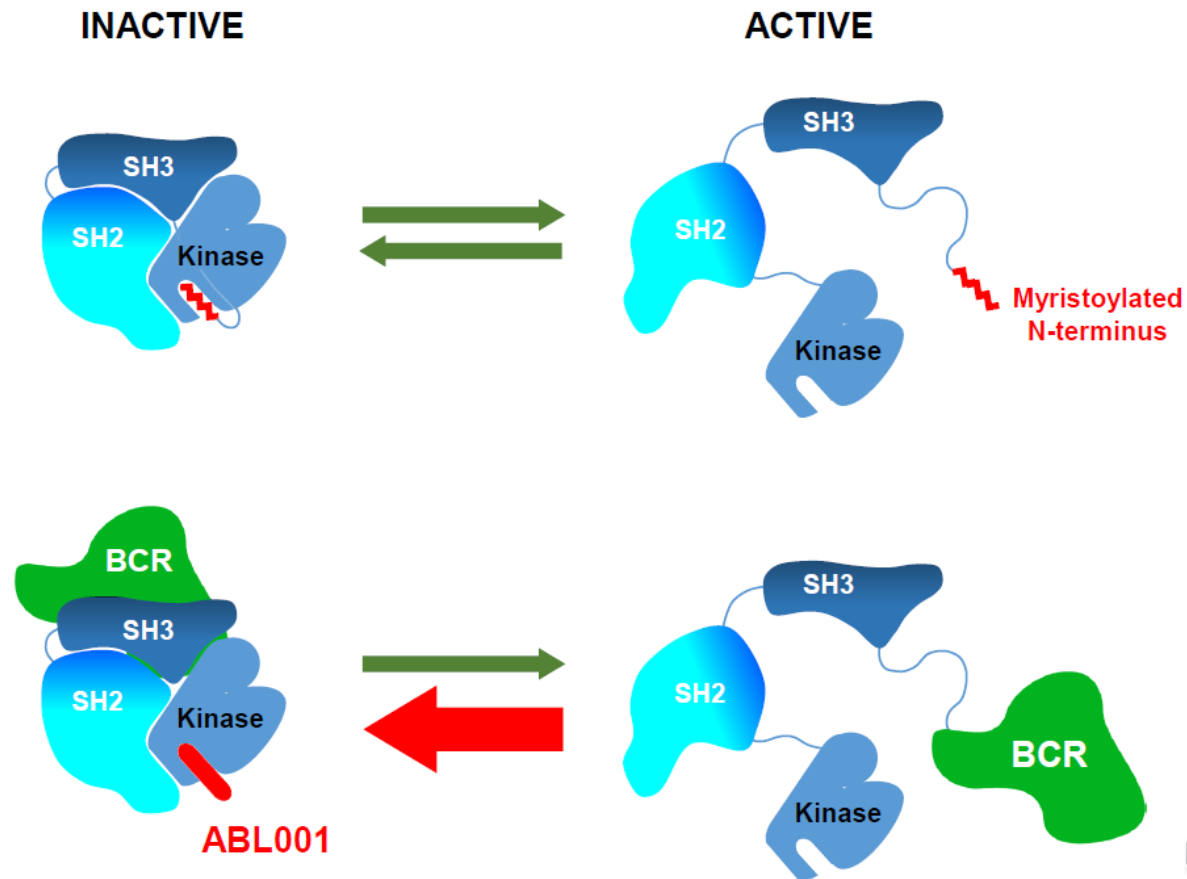 INACTIVE
ACTIVE
SH3
SH2
Kinase
SH3
SH2
Kinase
Myristoylated
N-terminus
BCR
SH3
SH2
Kinase
ABL001
SH3
SH2
Kinase
BCR